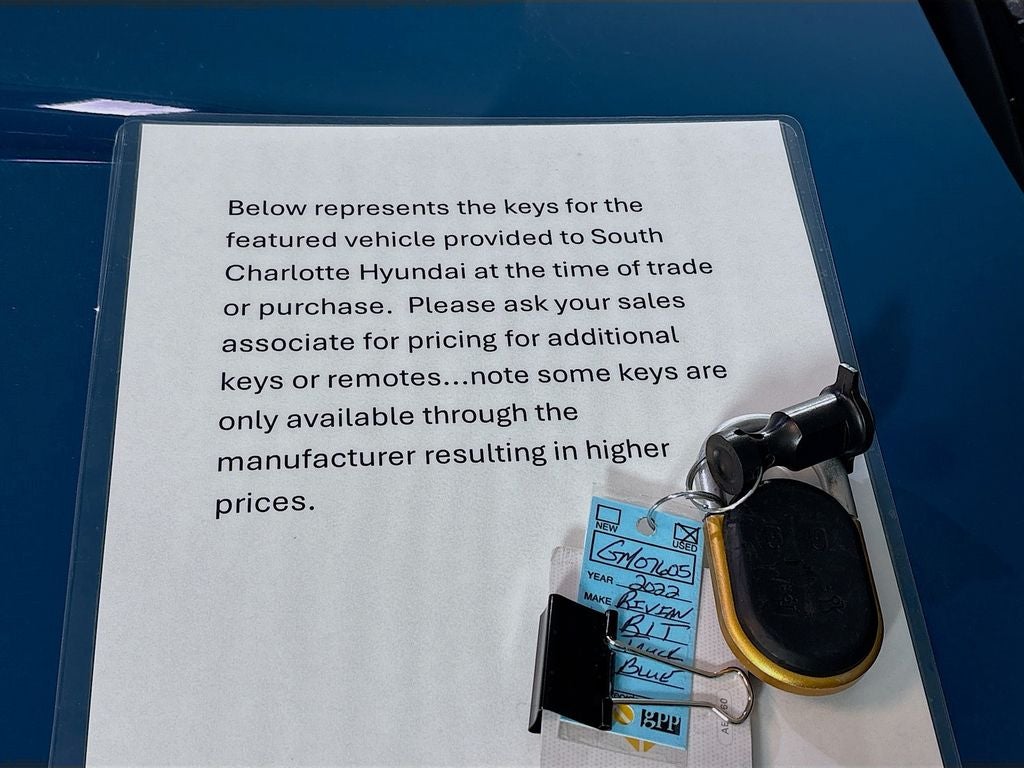 Below represents the keys for the
featured vehicle provided to South
Charlotte Hyundai at the time of trade
or purchase.  Please ask your sales
associate for pricing for additional
keys or remotes...note some keys are
only available through the
manufacturer resulting in higher
prices.
NEW
USED
GM07605
YEAR 2022
MAKE RIVIAN
R1T
BLUE
gpp